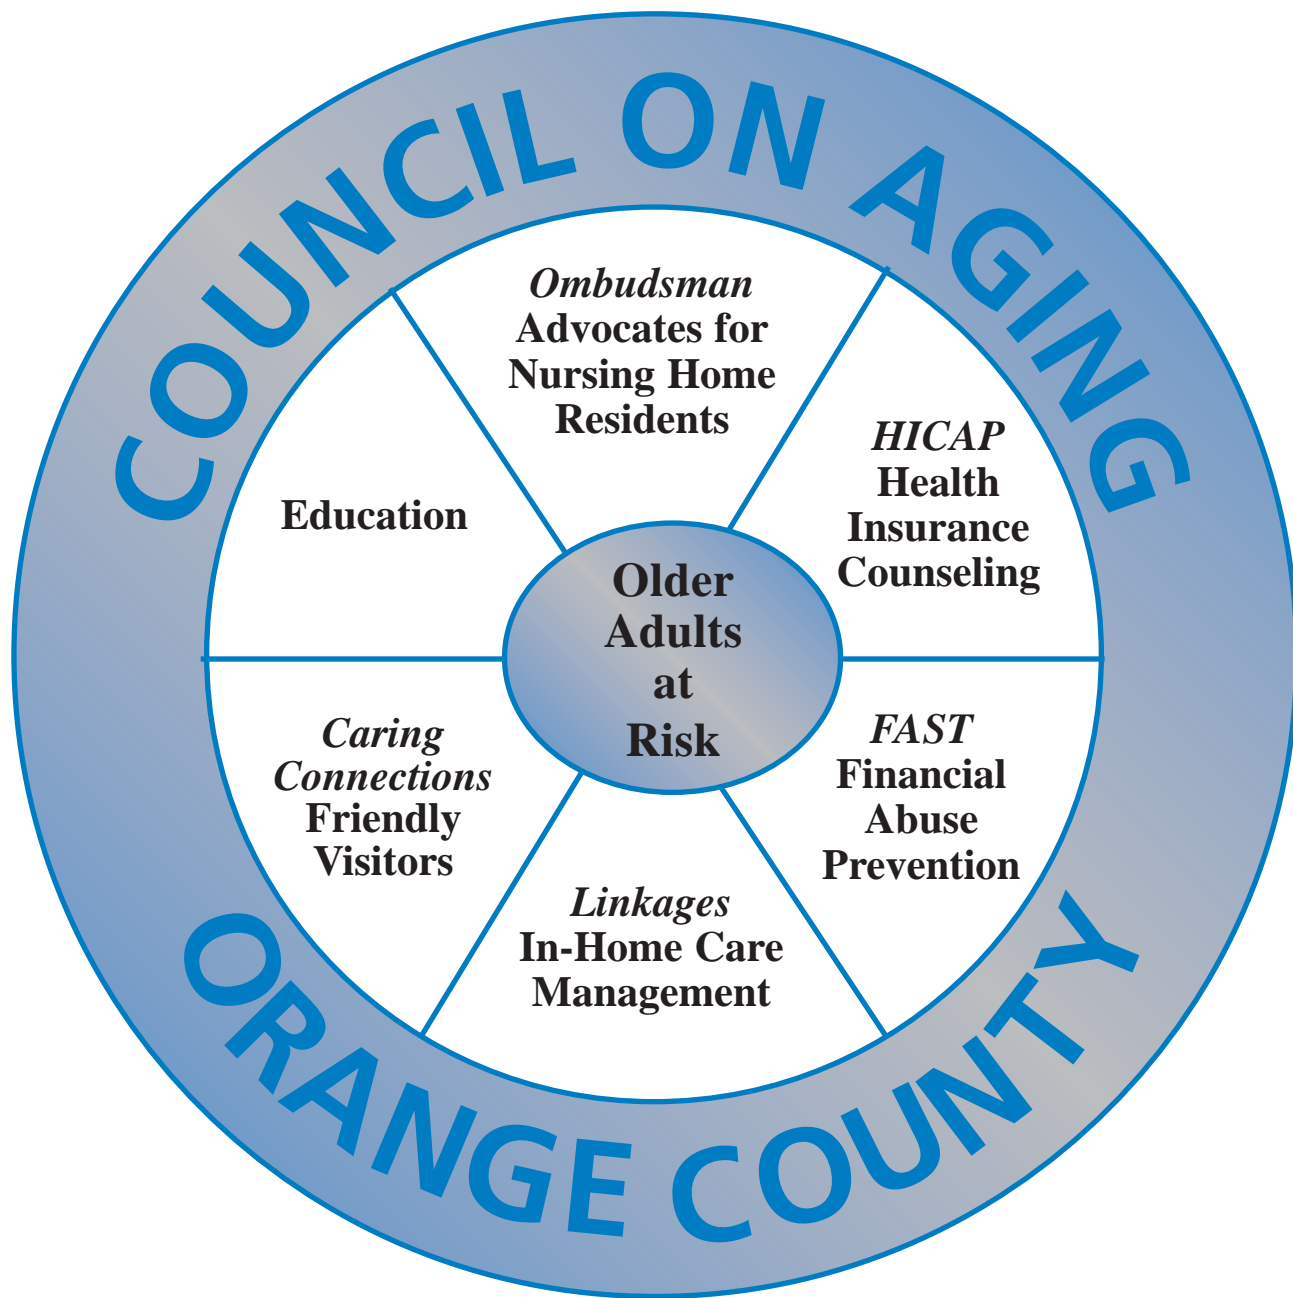 COUNCIL ON AGING
Ombudsman
Advocates for
Nursing Home
Residents
HICAP
Health
Insurance
Counseling
Education
Older
Adults
at
Risk
FAST
Financial
Abuse
Prevention
Caring
Connections
Friendly
Visitors
Linkages
In-Home Care
Management
ORANGE COUNTY